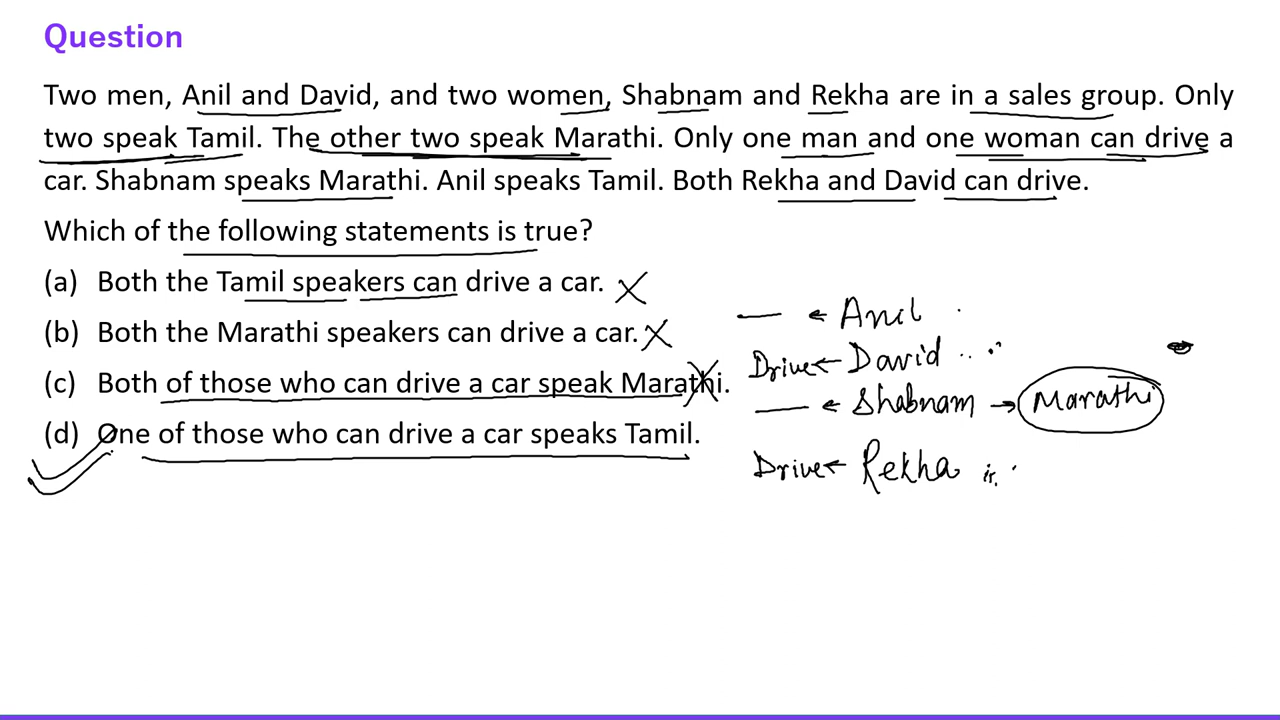 Question
Two men, Anil and David, and two women, Shabnam and Rekha are in a sales group. Only
two speak Tamil. The other two speak Marathi. Only one man and one woman can drive a
car. Shabnam speaks Marathi. Anil speaks Tamil. Both Rekha and David can drive.
Which of the following statements is true?
(a) Both the Tamil speakers can drive a car.
(b) Both the Marathi speakers can drive a car.
(c) Both of those who can drive a car speak Marathi.
(d) One of those who can drive a car speaks Tamil.
— ← Anil
Drive ← David
— ← Shabnam → Marathi
Drive ← Rekha